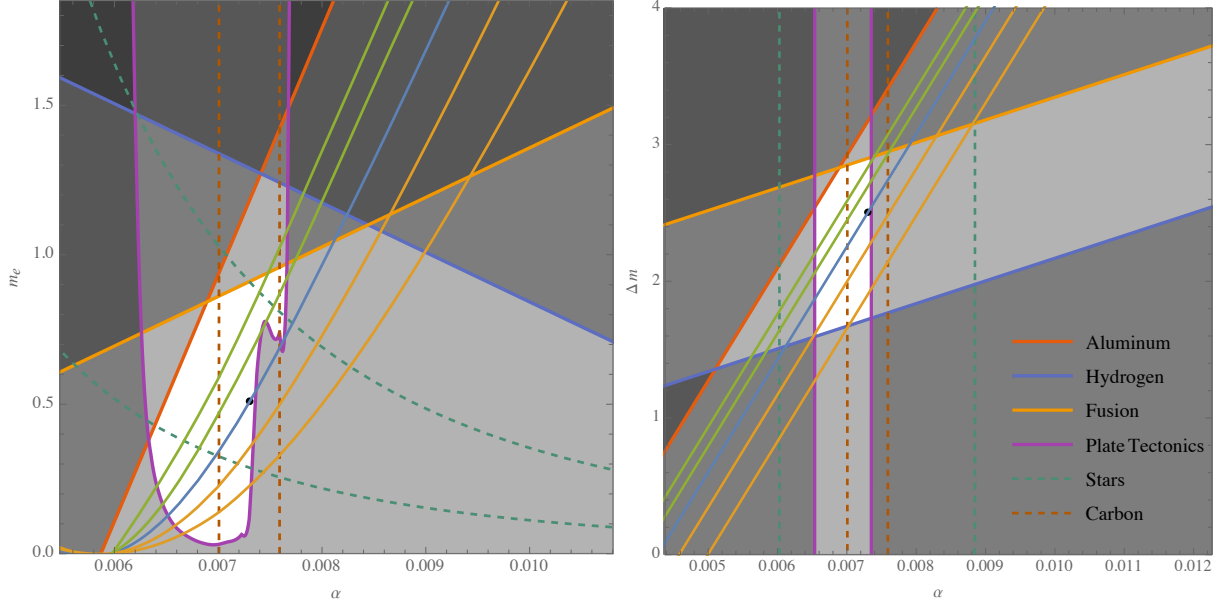 1.5
1.0
0.5
0.0
m_e
0.006
0.007
0.008
0.009
0.010
α
4
3
2
1
0
Δ m
0.005
0.006
0.007
0.008
0.009
0.010
0.011
0.012
α
Aluminum
Hydrogen
Fusion
Plate Tectonics
Stars
Carbon